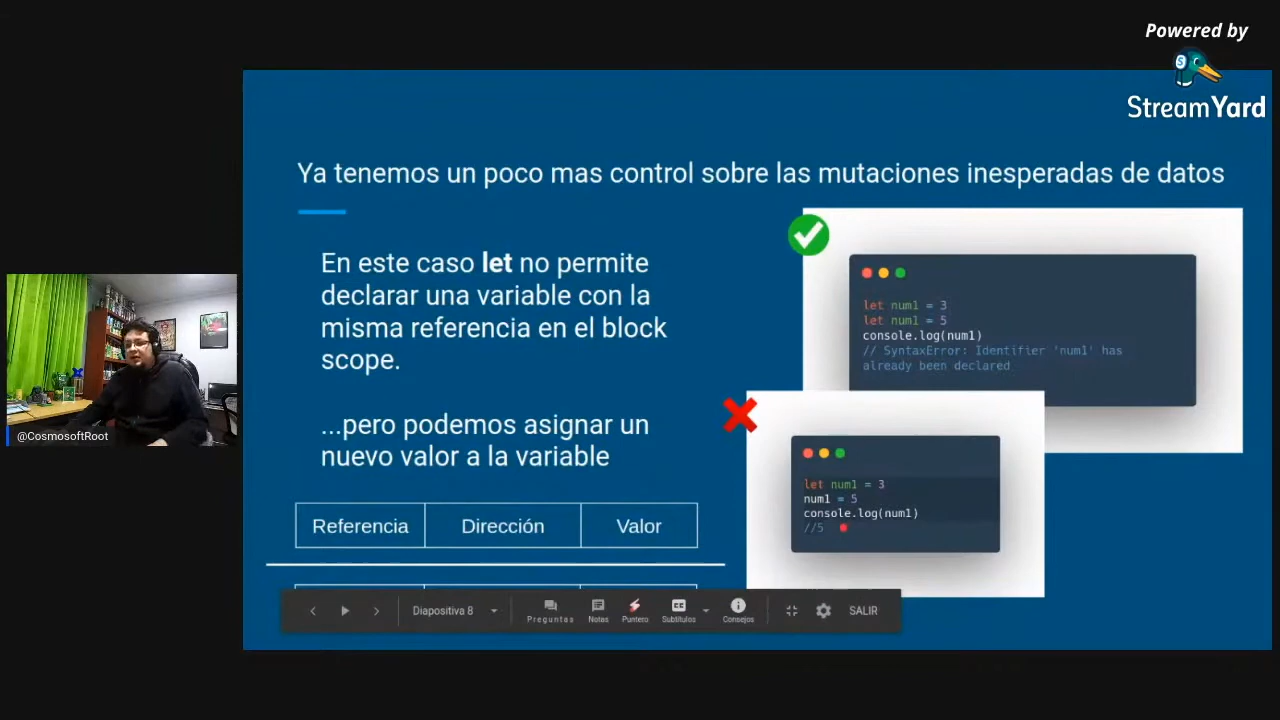 Powered by
StreamYard
Ya tenemos un poco mas control sobre las mutaciones inesperadas de datos
En este caso let no permite
declarar una variable con la
misma referencia en el block
scope.
...pero podemos asignar un
nuevo valor a la variable
let num1 = 3
let num1 = 5
console.log(num1)
// SyntaxError: Identifier 'num1' has
already been declared
let num1 = 3
num1 = 5
console.log(num1)
//5
Referencia Dirección Valor
@CosmosoftRoot
Diapositiva 8
Preguntas Notas Puntero Subtítulos Consejos
SALIR